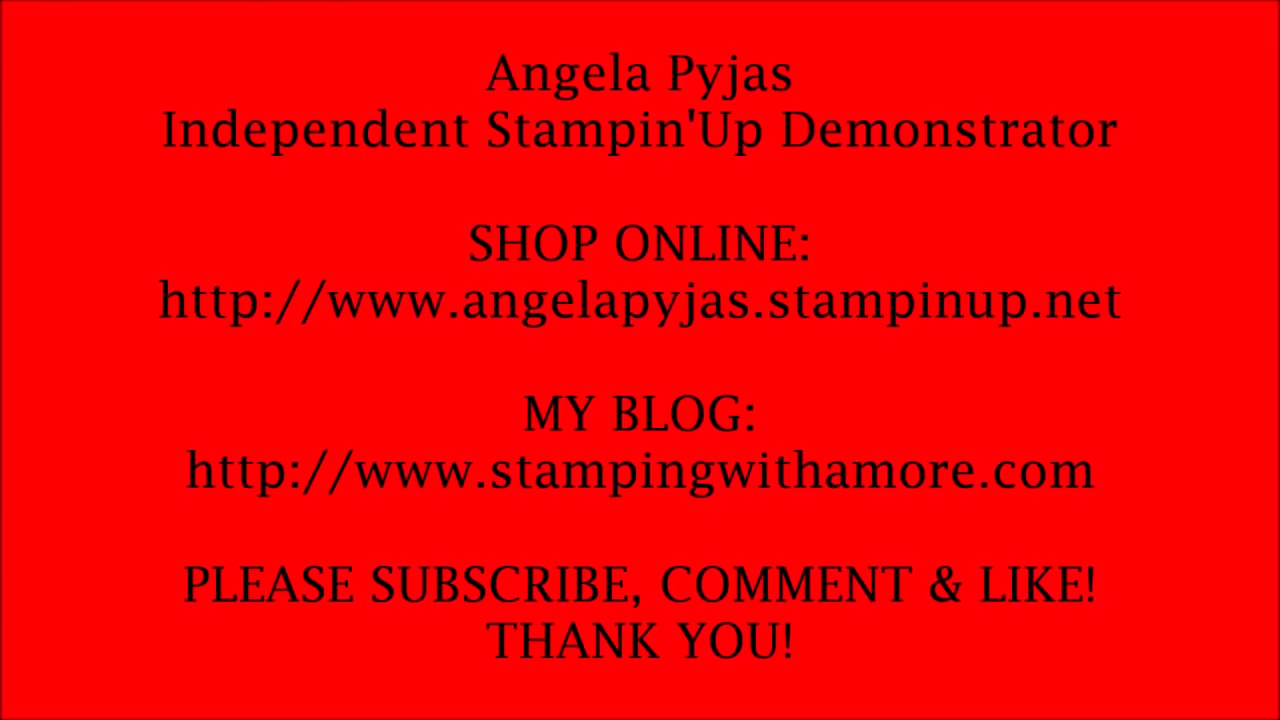 Angela Pyjas
Independent Stampin'Up Demonstrator
SHOP ONLINE:
http://www.angelapyjas.stampinup.net
MY BLOG:
http://www.stampingwithamore.com
PLEASE SUBSCRIBE, COMMENT & LIKE!
THANK YOU!